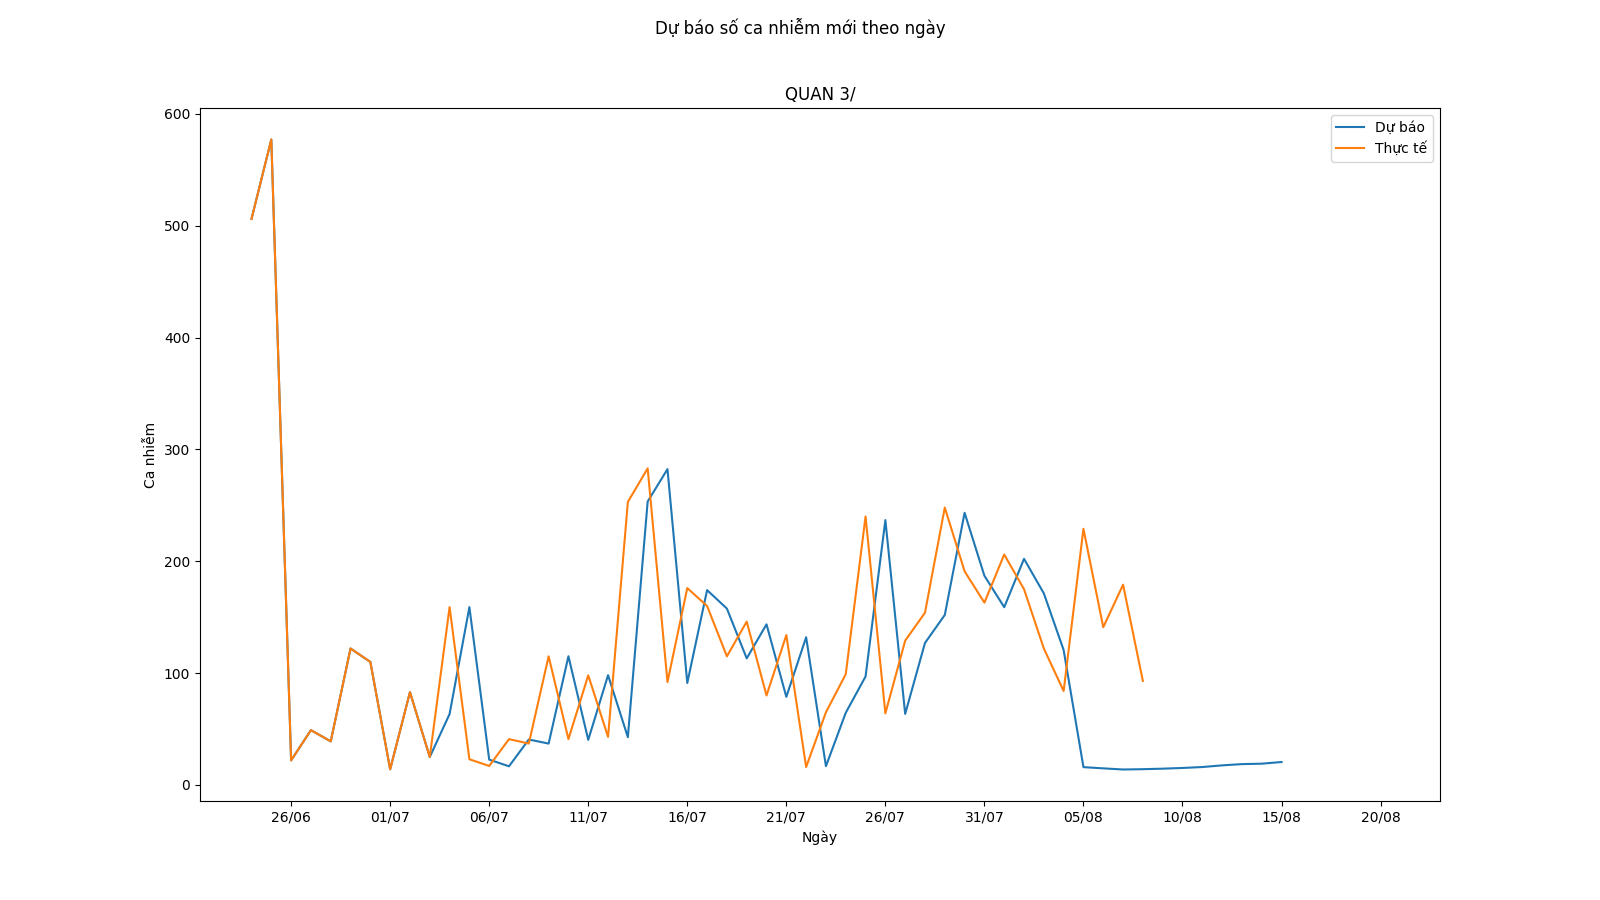 Dự báo số ca nhiễm mới theo ngày
QUAN 3/
600
500
400
300
200
100
0
Ca nhiễm
Dự báo
Thực tế
26/06 01/07 06/07 11/07 16/07 21/07 26/07 31/07 05/08 10/08 15/08 20/08
Ngày